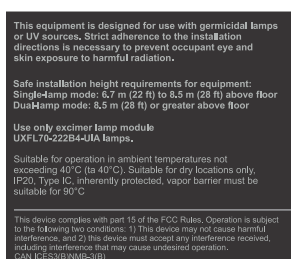 This equipment is designed for use with germicidal lamps
or UV sources. Strict adherence to the installation
directions is necessary to prevent occupant eye and
skin exposure to harmful radiation.
Safe installation height requirements for equipment:
Single-lamp mode: 6.7 m (22 ft) to 8.5 m (28 ft) above floor
Dual-lamp mode: 8.5 m (28 ft) or greater above floor
Use only excimer lamp module
UXFL70-222B4-UIA lamps.
Suitable for operation in ambient temperatures not
exceeding 40°C (ta 40°C). Suitable for dry locations only,
IP20, Type IC, inherently protected, vapor barrier must be
suitable for 90°C
This device complies with part 15 of the FCC Rules. Operation is subject
to the following two conditions: 1) This device may not cause harmful
interference, and 2) this device must accept any interference received,
including interference that may cause undesired operation.
CAN ICES3(B)\NMB-3(B)